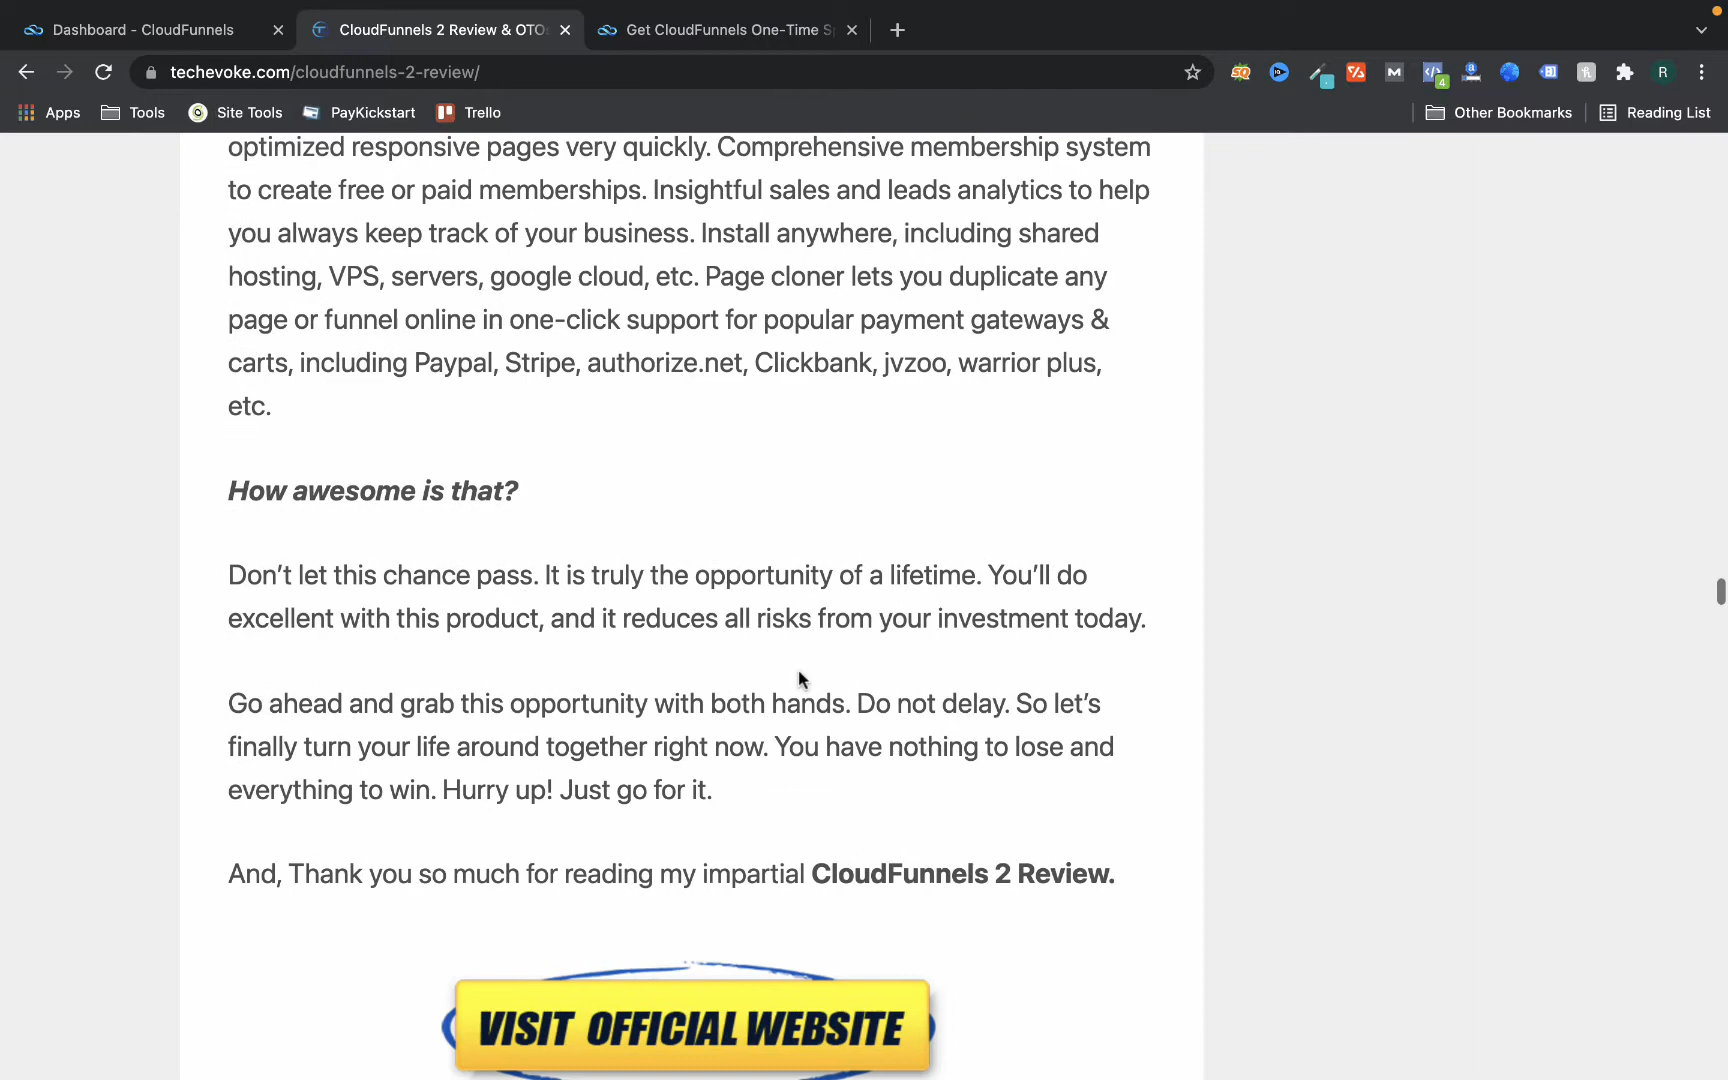 Dashboard - CloudFunnels
CloudFunnels 2 Review & OTO
Get CloudFunnels One-Time S
techevoke.com/cloudfunnels-2-review/
4
R
Apps
Tools
Site Tools
PayKickstart
Trello
Other Bookmarks
Reading List
optimized responsive pages very quickly. Comprehensive membership system
to create free or paid memberships. Insightful sales and leads analytics to help
you always keep track of your business. Install anywhere, including shared
hosting, VPS, servers, google cloud, etc. Page cloner lets you duplicate any
page or funnel online in one-click support for popular payment gateways &
carts, including Paypal, Stripe, authorize.net, Clickbank, jvzoo, warrior plus,
etc.
How awesome is that?
Don’t let this chance pass. It is truly the opportunity of a lifetime. You’ll do
excellent with this product, and it reduces all risks from your investment today.
Go ahead and grab this opportunity with both hands. Do not delay. So let’s
finally turn your life around together right now. You have nothing to lose and
everything to win. Hurry up! Just go for it.
And, Thank you so much for reading my impartial CloudFunnels 2 Review.
VISIT OFFICIAL WEBSITE